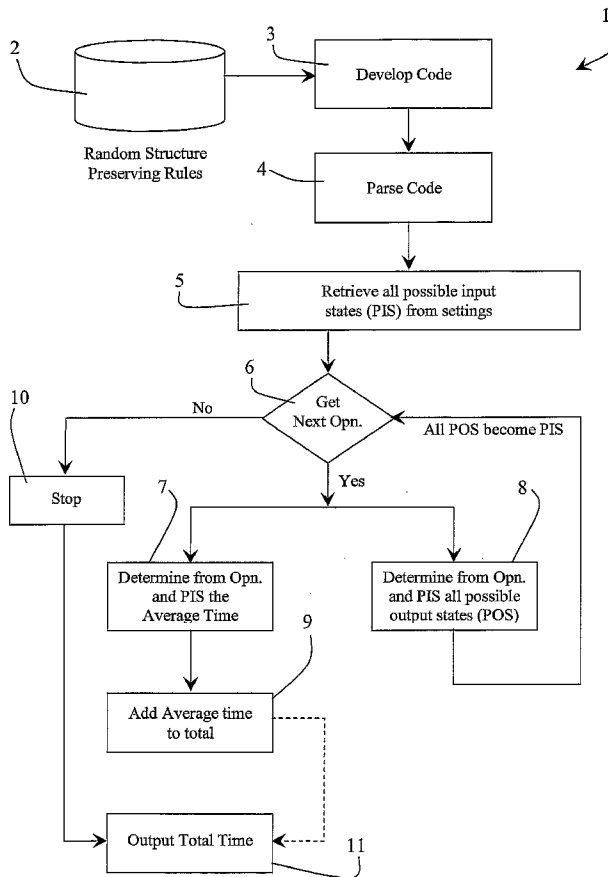 1
2
3
Develop Code
Random Structure
Preserving Rules
4
Parse Code
5
Retrieve all possible input
states (PIS) from settings
6
10
Get
Next Opn.
No
All POS become PIS
Yes
Stop
7
8
Determine from Opn.
and PIS the
Average Time
Determine from Opn.
and PIS all possible
output states (POS)
9
Add Average time
to total
Output Total Time
11